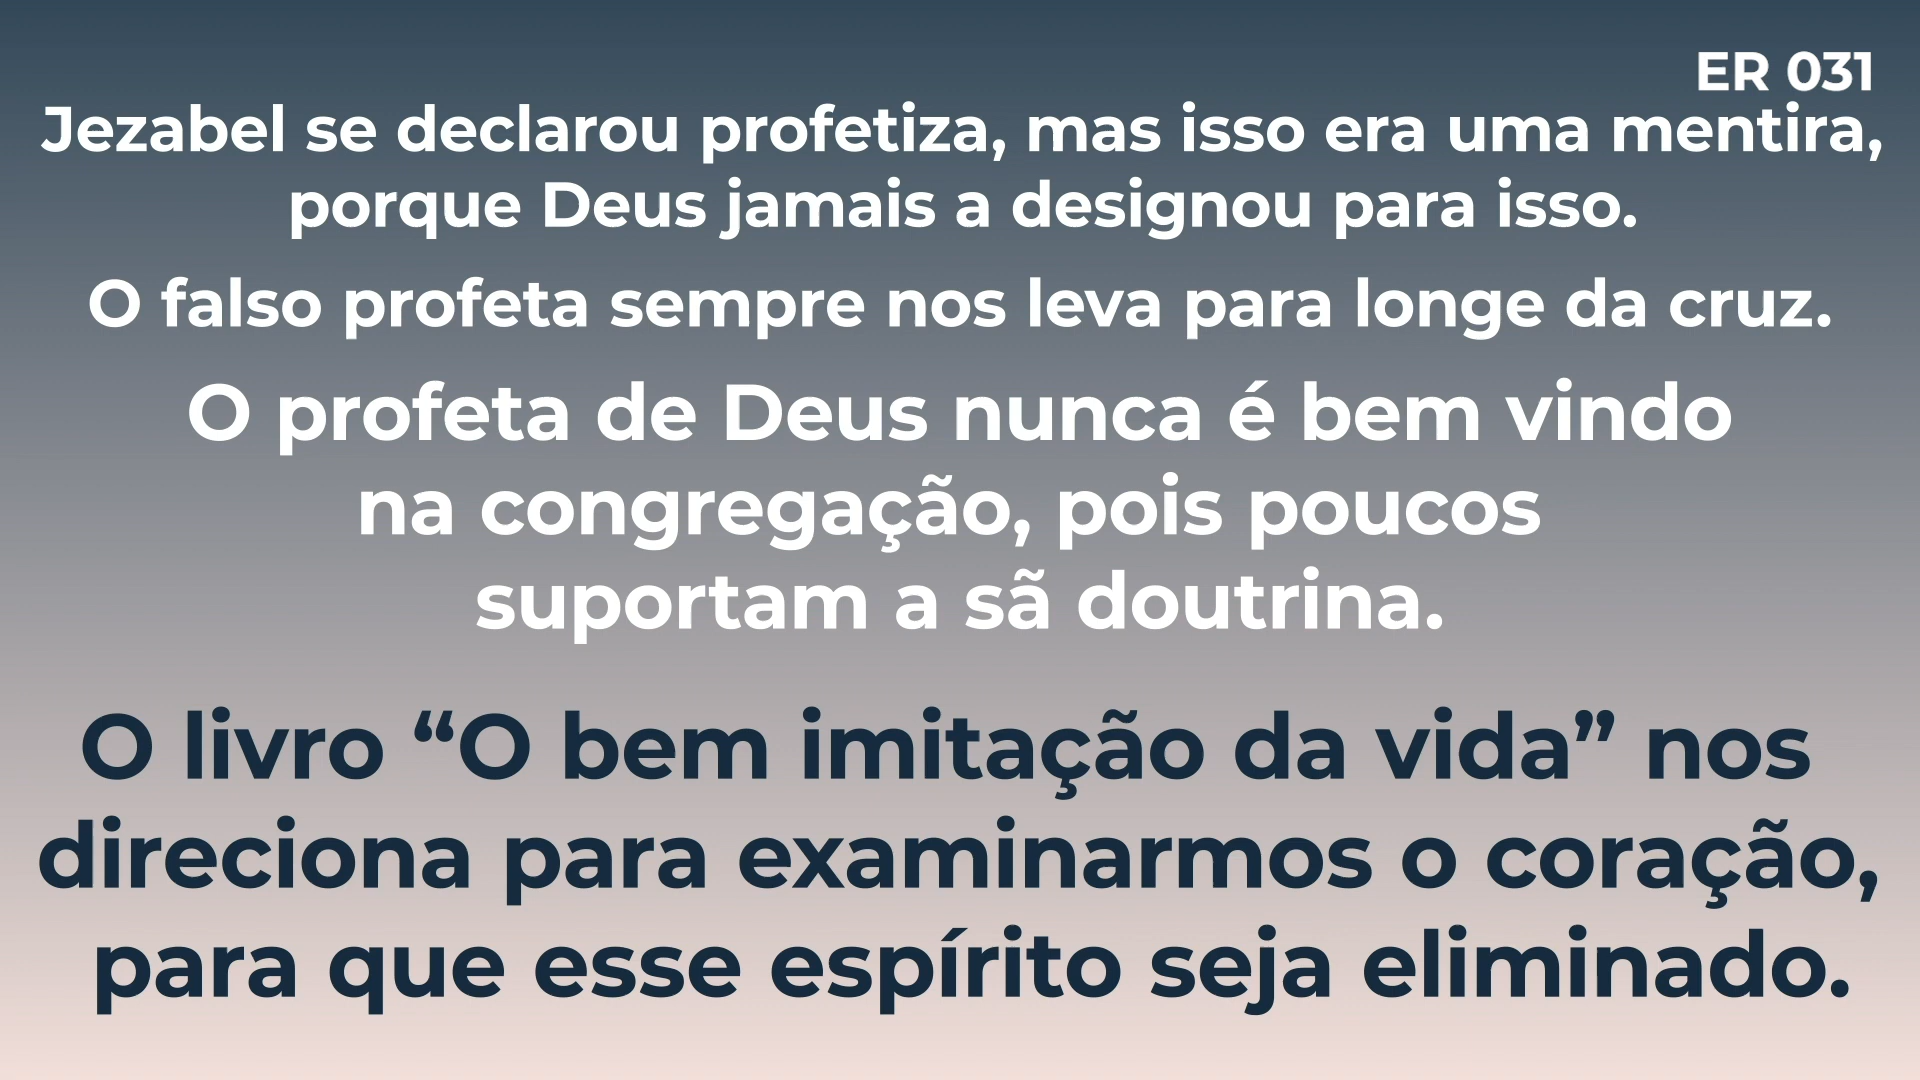 ER 031
Jezabel se declarou profetiza, mas isso era uma mentira,
porque Deus jamais a designou para isso.
O falso profeta sempre nos leva para longe da cruz.
O profeta de Deus nunca é bem vindo
na congregação, pois poucos
suportam a sã doutrina.
O livro “O bem imitação da vida” nos
direciona para examinarmos o coração,
para que esse espírito seja eliminado.